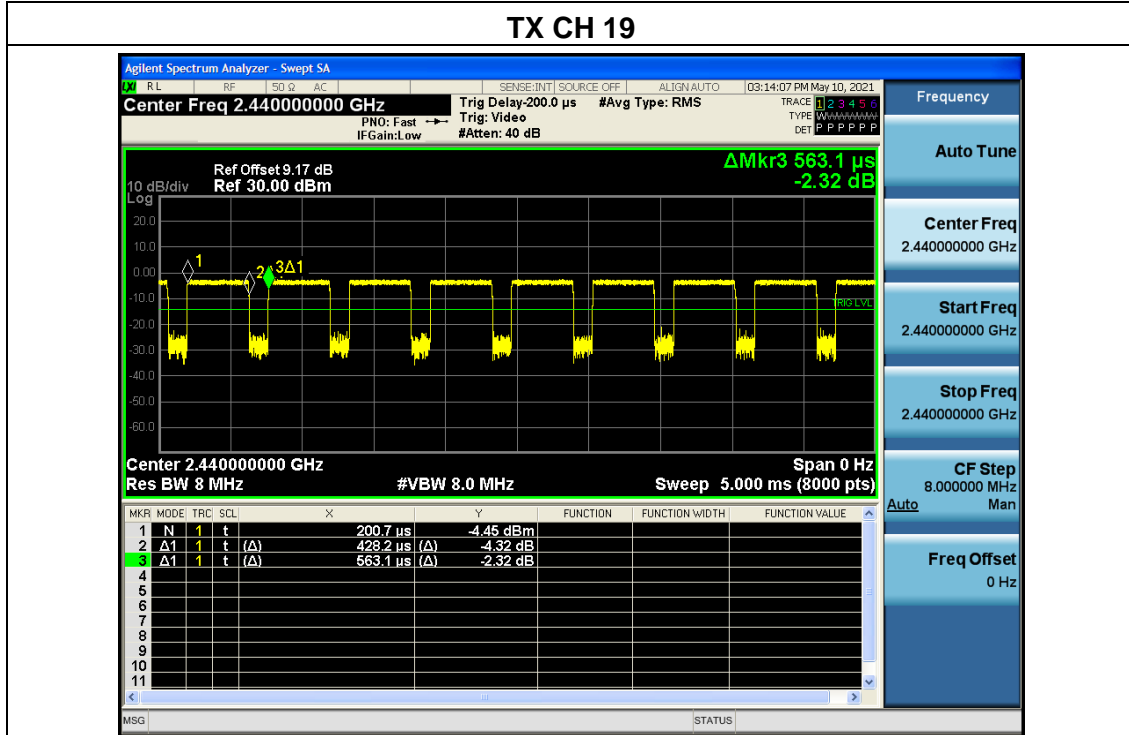 TX CH 19
Agilent Spectrum Analyzer - Swept SA
LXI RL RF 50 Ω AC SENSE:INT SOURCE OFF ALIGN AUTO 03:14:07 PM May 10, 2021
Center Freq 2.440000000 GHz
PNO: Fast
IFGain:Low
Trig Delay-200.0 µs #Avg Type: RMS
Trig: Video
#Atten: 40 dB
TRACE 1 2 3 4 5 6
TYPE WWWWWW
DET P P P P P P
Ref Offset 9.17 dB
10 dB/div Ref 30.00 dBm
Log
ΔMkr3 563.1 µs
-2.32 dB
20.0
10.0
0.00
-10.0
-20.0
-30.0
-40.0
-50.0
-60.0
1
2
3Δ1
TRIG LVL
Center 2.440000000 GHz Span 0 Hz
Res BW 8 MHz #VBW 8.0 MHz Sweep 5.000 ms (8000 pts)
MKR MODE TRC SCL X Y FUNCTION FUNCTION WIDTH FUNCTION VALUE
1 N 1 t 200.7 µs -4.45 dBm
2 Δ1 1 t (Δ) 428.2 µs (Δ) -4.32 dB
3 Δ1 1 t (Δ) 563.1 µs (Δ) -2.32 dB
4
5
6
7
8
9
10
11
MSG STATUS
Frequency
Auto Tune
Center Freq
2.440000000 GHz
Start Freq
2.440000000 GHz
Stop Freq
2.440000000 GHz
CF Step
8.000000 MHz
Auto Man
Freq Offset
0 Hz